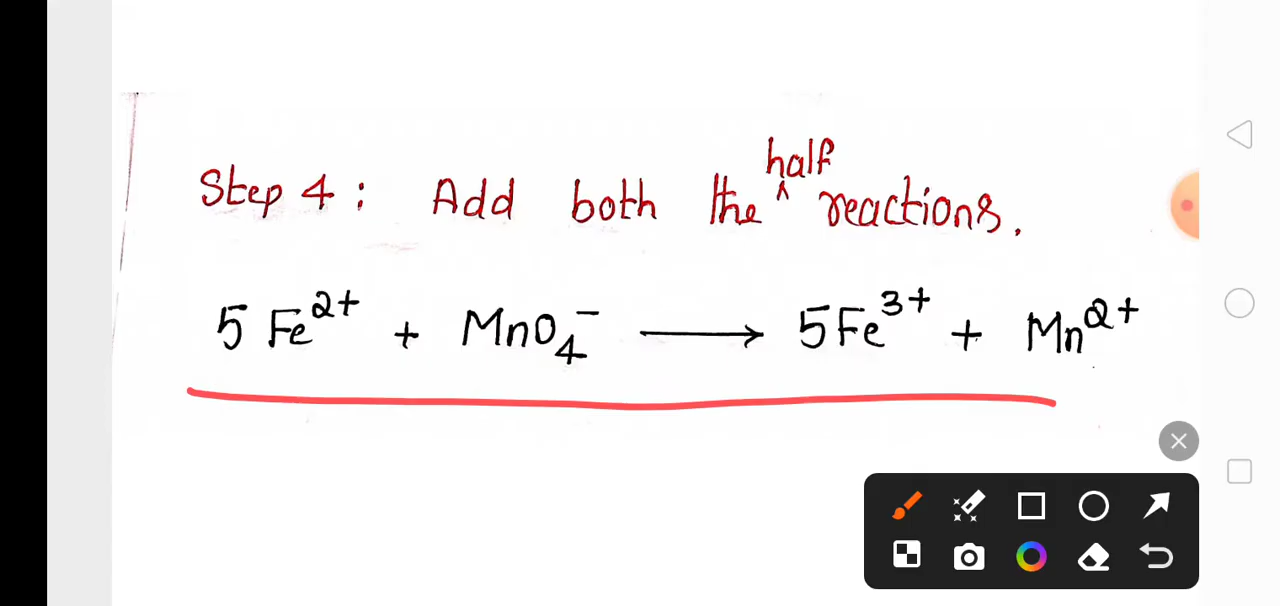 Step 4 : Add both the half reactions.
5 Fe²⁺ + MnO₄⁻ ⟶ 5Fe³⁺ + Mn²⁺